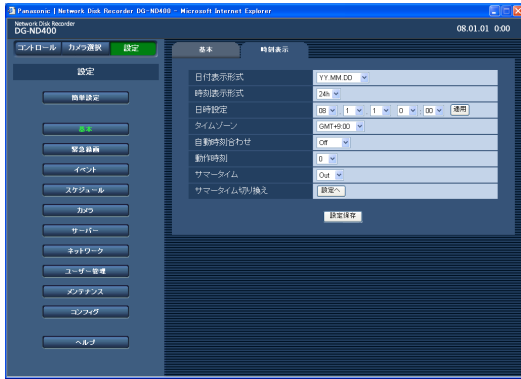 Panasonic | Network Disk Recorder DG-ND400 - Microsoft Internet Explorer
Network Disk Recorder
DG-ND400
08.01.01 0:00
コントロール カメラ選択 設定
基本 時刻表示
設定
簡単設定
基本
緊急録画
イベント
スケジュール
カメラ
サーバー
ネットワーク
ユーザー管理
メンテナンス
コンフィグ
ヘルプ
日付表示形式 YY.MM.DD
時刻表示形式 24h
日時設定 08 1 1 0 00 適用
タイムゾーン GMT+9:00
自動時刻合わせ Off
動作時刻 0
サマータイム Out
サマータイム切り換え 設定へ
設定保存